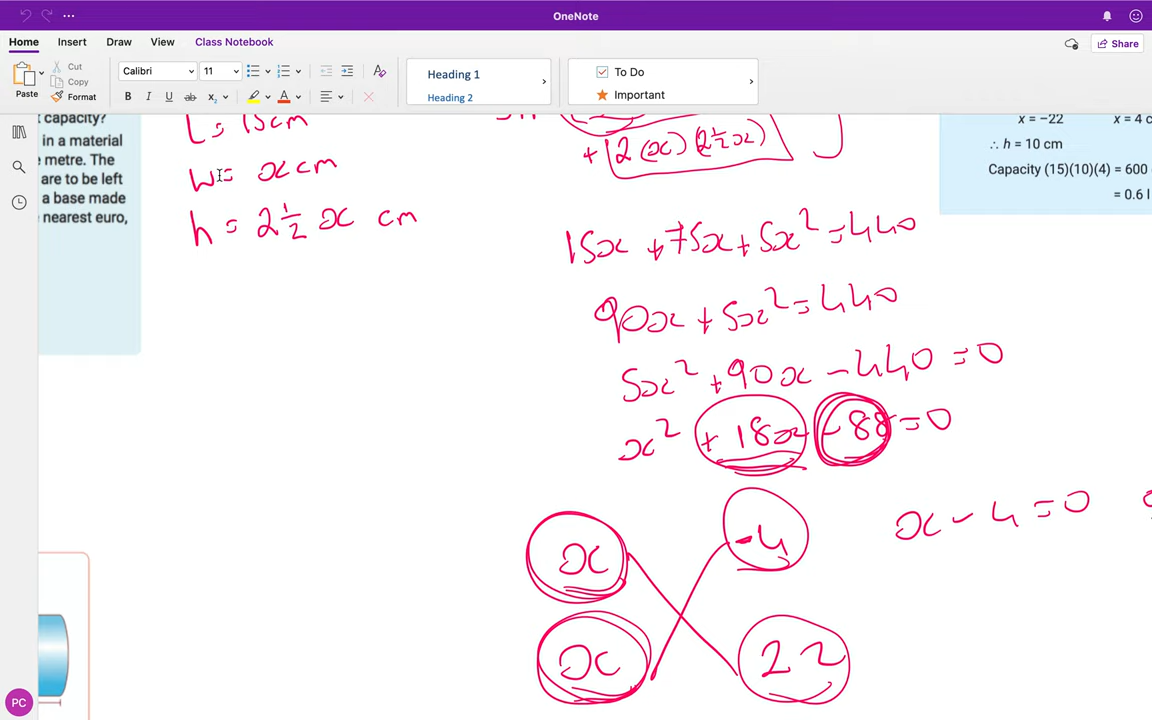 OneNote
Home Insert Draw View Class Notebook
Share
Paste
Cut
Copy
Format
Calibri 11
B I U ab x₂ A
Heading 1
Heading 2
To Do
Important
capacity?
in a material
metre. The
are to be left
a base made
nearest euro,
L = 15cm
w = x cm
h = 2½ x cm
+ 2(x)(2½x)
15x + 75x + 5x² = 440
90x + 5x² = 440
5x² + 90x - 440 = 0
x² + 18x - 88 = 0
x -4
x 22
x - 4 = 0
x = −22 x = 4 c
∴ h = 10 cm
Capacity (15)(10)(4) = 600
= 0.6 l
PC